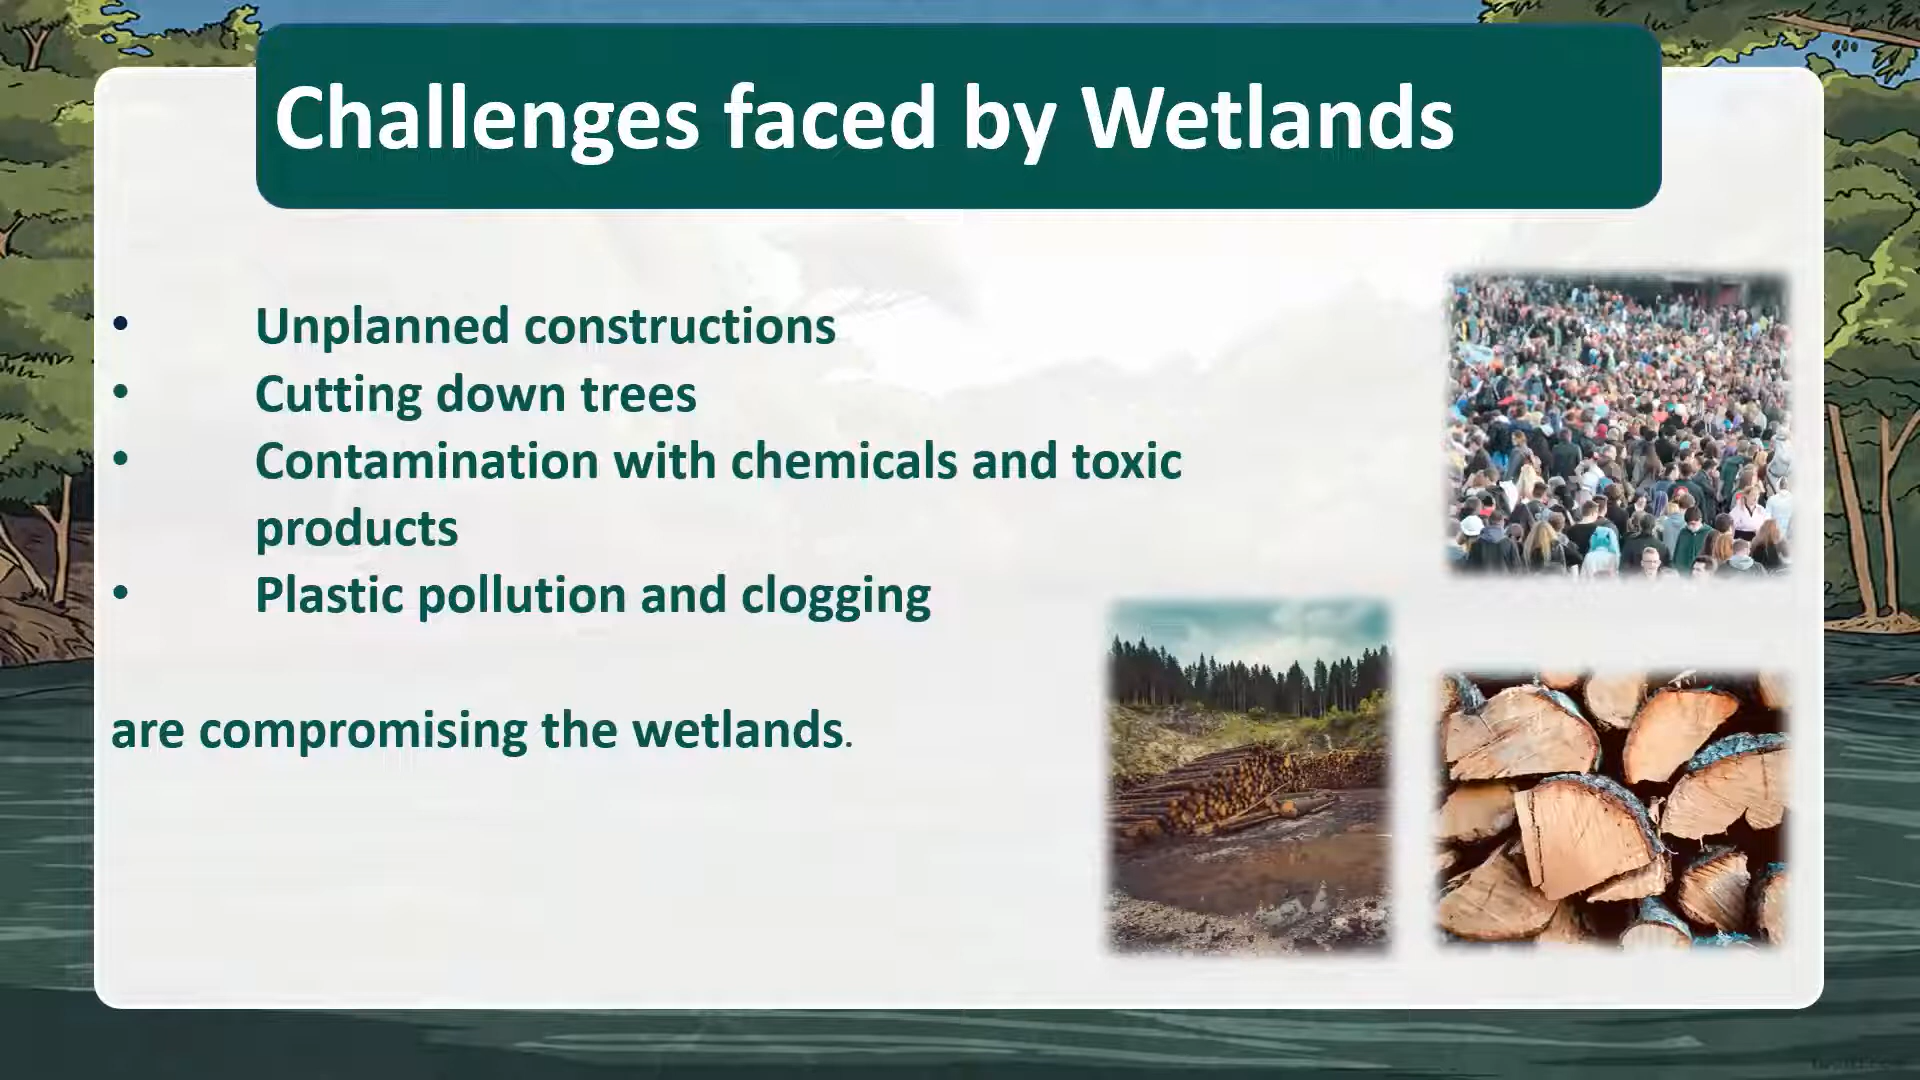 Challenges faced by Wetlands
• Unplanned constructions
• Cutting down trees
• Contamination with chemicals and toxic
products
• Plastic pollution and clogging
are compromising the wetlands.